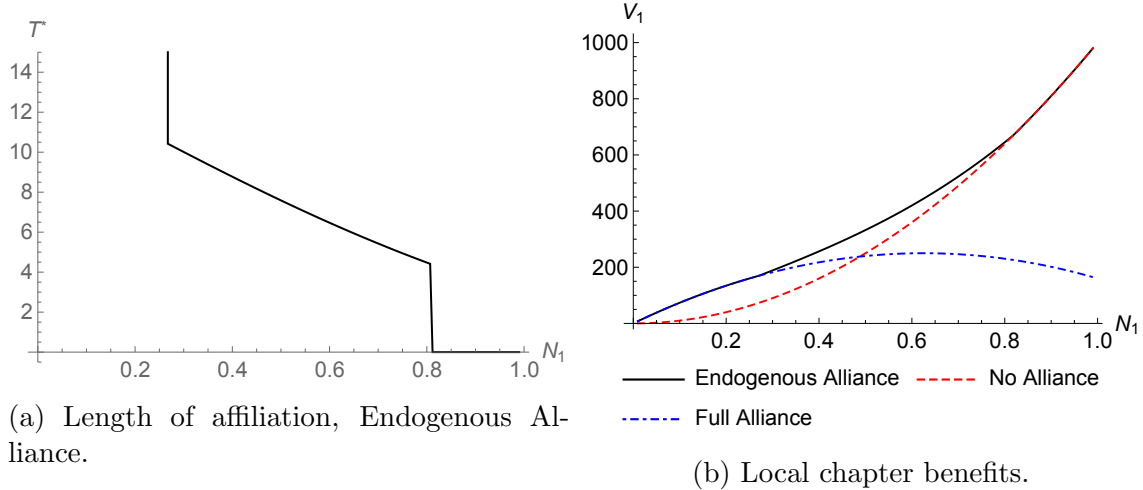 T*
14
12
10
8
6
4
2
0.2 0.4 0.6 0.8 1.0 N₁
(a) Length of affiliation, Endogenous Al-
liance.
V₁
1000
800
600
400
200
0.2 0.4 0.6 0.8 1.0 N₁
Endogenous Alliance No Alliance
Full Alliance
(b) Local chapter benefits.